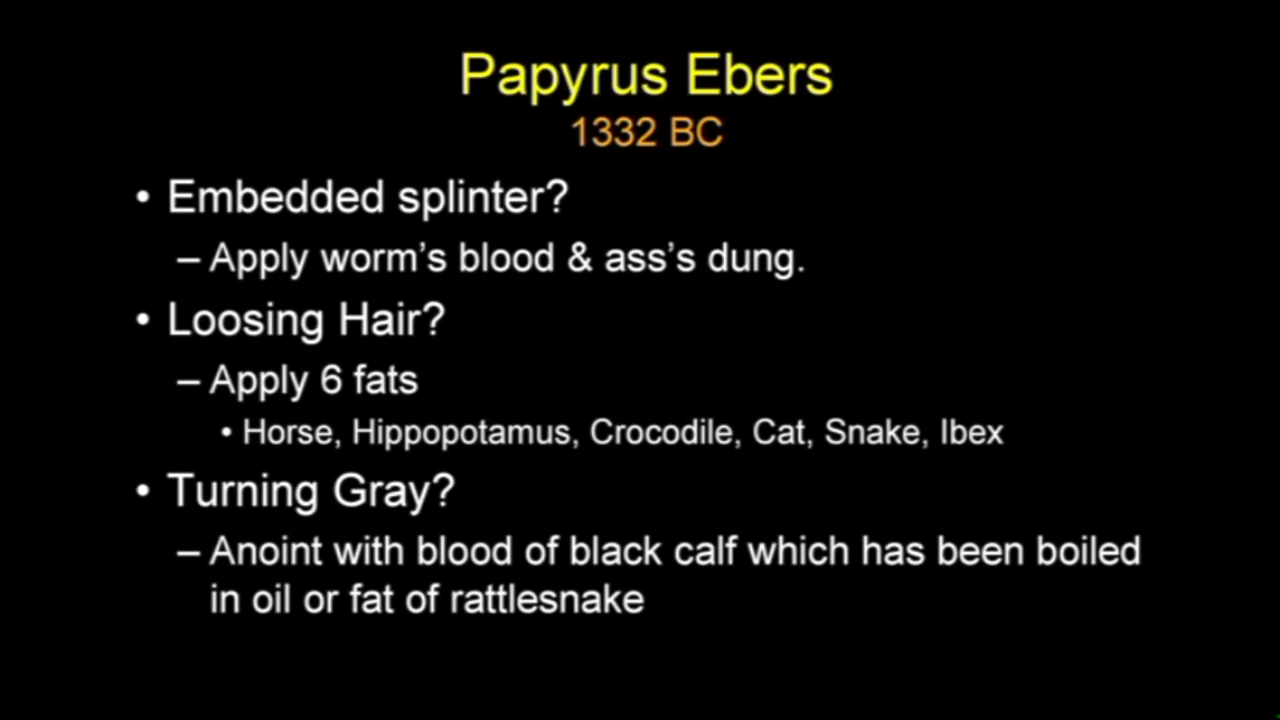 Papyrus Ebers
1332 BC
• Embedded splinter?
– Apply worm’s blood & ass’s dung.
• Loosing Hair?
– Apply 6 fats
• Horse, Hippopotamus, Crocodile, Cat, Snake, Ibex
• Turning Gray?
– Anoint with blood of black calf which has been boiled
in oil or fat of rattlesnake